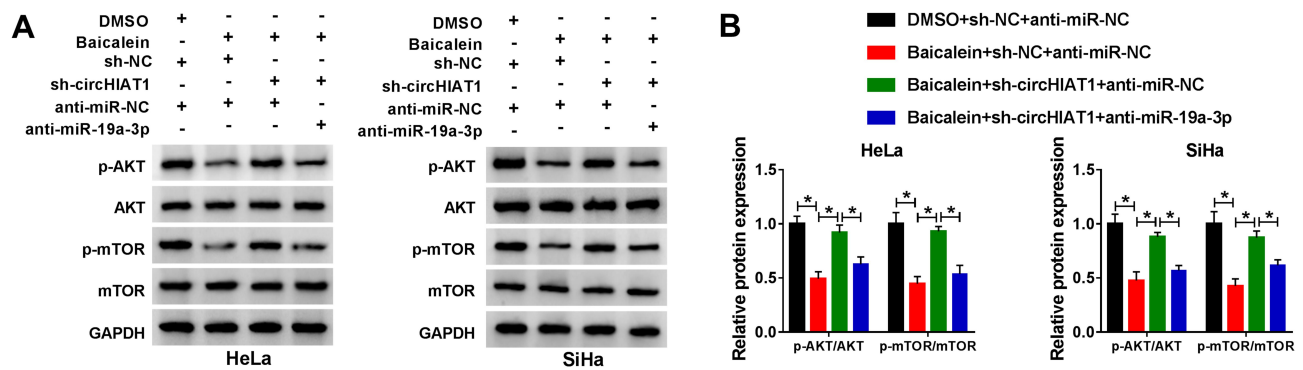 A
DMSO + - - -
Baicalein - + + +
sh-NC + + - -
sh-circHIAT1 - - + +
anti-miR-NC + + + -
anti-miR-19a-3p - - - +
p-AKT
AKT
p-mTOR
mTOR
GAPDH
HeLa
DMSO + - - -
Baicalein - + + +
sh-NC + + - -
sh-circHIAT1 - - + +
anti-miR-NC + + + -
anti-miR-19a-3p - - - +
p-AKT
AKT
p-mTOR
mTOR
GAPDH
SiHa
B
DMSO+sh-NC+anti-miR-NC
Baicalein+sh-NC+anti-miR-NC
Baicalein+sh-circHIAT1+anti-miR-NC
Baicalein+sh-circHIAT1+anti-miR-19a-3p
HeLa
Relative protein expression
1.5
1.0
0.5
0.0
* * * * * *
p-AKT/AKT p-mTOR/mTOR
SiHa
Relative protein expression
1.5
1.0
0.5
0.0
* * * * * *
p-AKT/AKT p-mTOR/mTOR